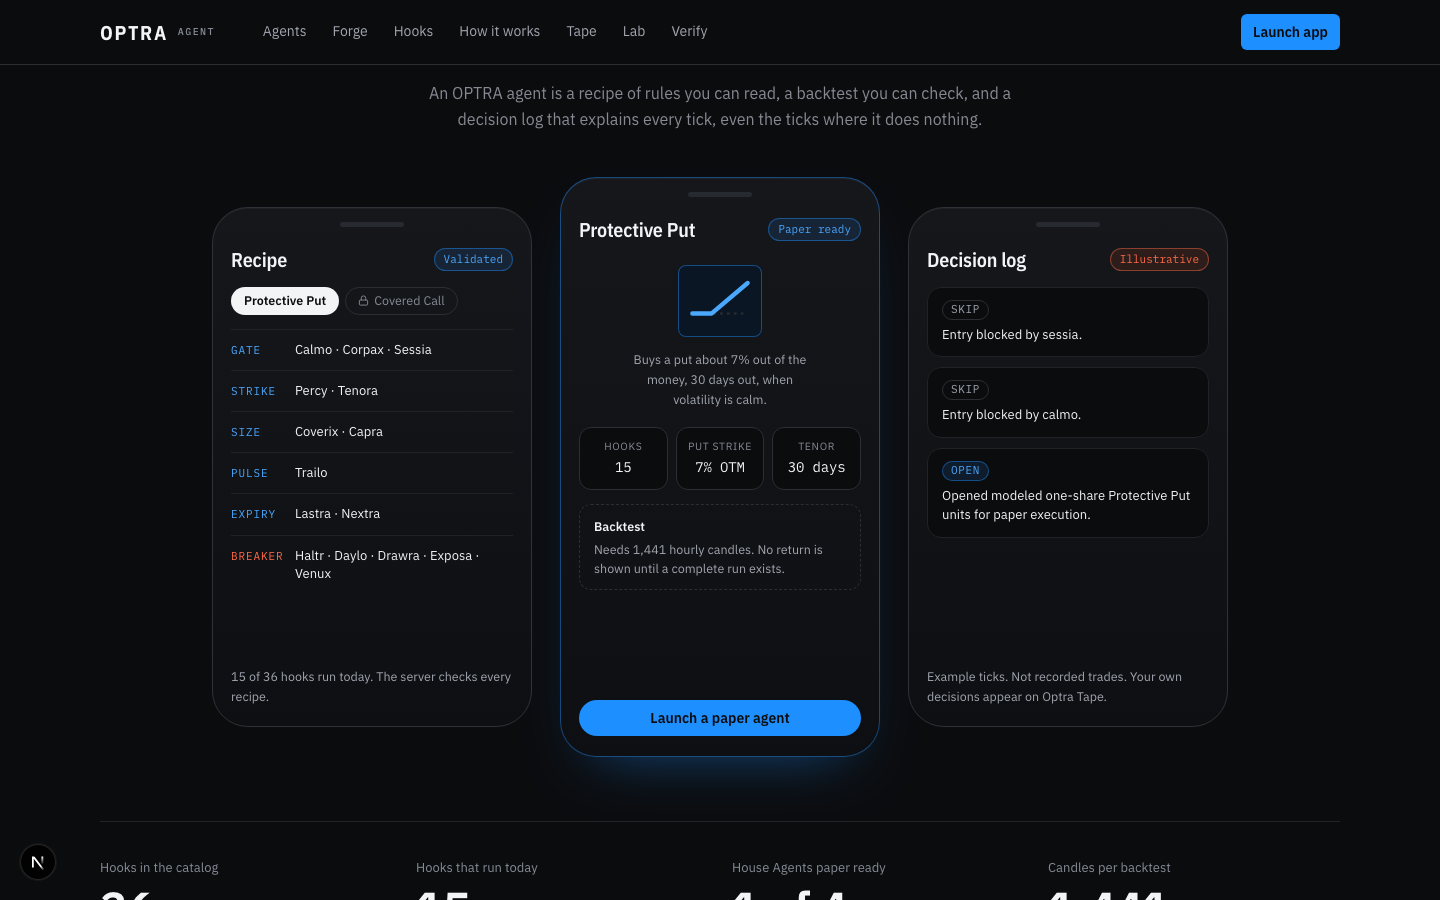 OPTRA AGENT Agents Forge Hooks How it works Tape Lab Verify Launch app
An OPTRA agent is a recipe of rules you can read, a backtest you can check, and a
decision log that explains every tick, even the ticks where it does nothing.
Recipe Validated
Protective Put Covered Call
GATE Calmo · Corpax · Sessia
STRIKE Percy · Tenora
SIZE Coverix · Capra
PULSE Trailo
EXPIRY Lastra · Nextra
BREAKER Haltr · Daylo · Drawra · Exposa ·
Venux
15 of 36 hooks run today. The server checks every
recipe.
Protective Put Paper ready
Buys a put about 7% out of the
money, 30 days out, when
volatility is calm.
HOOKS PUT STRIKE TENOR
15 7% OTM 30 days
Backtest
Needs 1,441 hourly candles. No return is
shown until a complete run exists.
Launch a paper agent
Decision log Illustrative
SKIP
Entry blocked by sessia.
SKIP
Entry blocked by calmo.
OPEN
Opened modeled one-share Protective Put
units for paper execution.
Example ticks. Not recorded trades. Your own
decisions appear on Optra Tape.
Hooks in the catalog Hooks that run today House Agents paper ready Candles per backtest
N